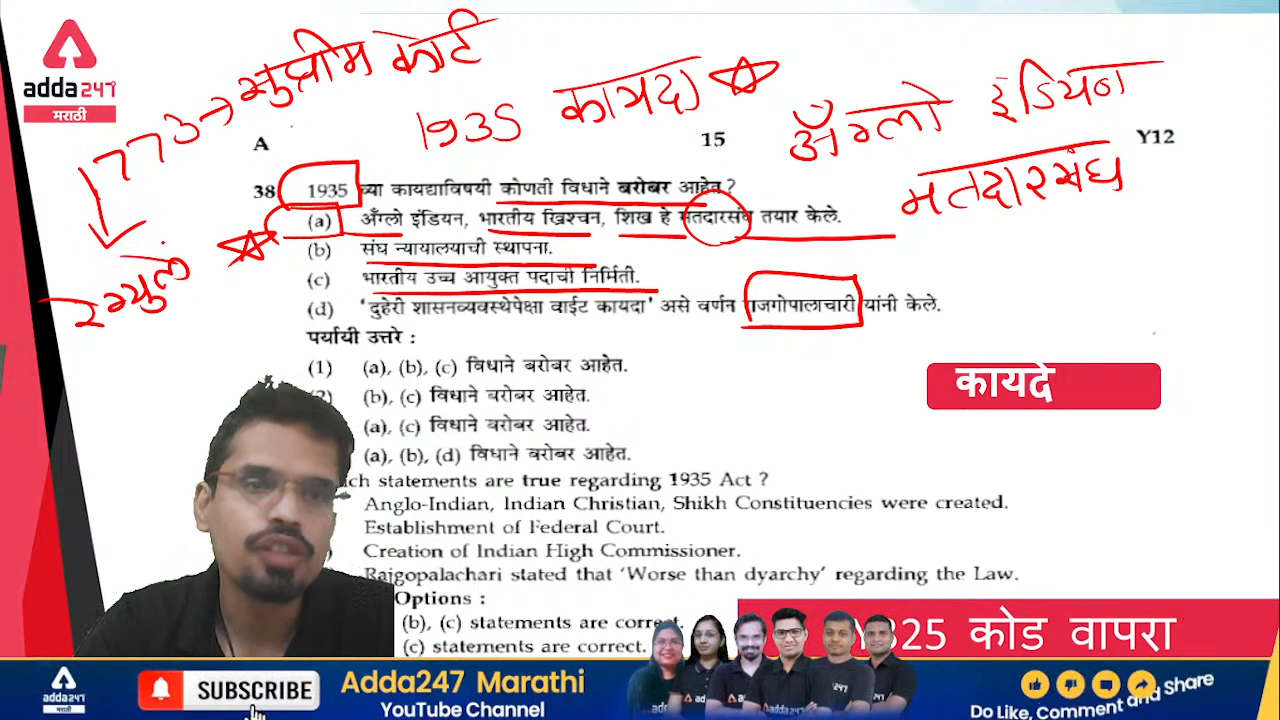 adda247
मराठी
1773→ सुप्रीम कोर्ट
रेग्युले
1935 कायदा
अँग्लो इंडियन
मतदारसंघ
A 15 Y12
38. 1935 च्या कायद्याविषयी कोणती विधाने बरोबर आहेत ?
(a) अँग्लो इंडियन, भारतीय ख्रिश्चन, शिख हे मतदारसंघ तयार केले.
(b) संघ न्यायालयाची स्थापना.
(c) भारतीय उच्च आयुक्त पदाची निर्मिती.
(d) 'दुहेरी शासनव्यवस्थेपेक्षा वाईट कायदा' असे वर्णन राजगोपालाचारी यांनी केले.
पर्यायी उत्तरे :
(1) (a), (b), (c) विधाने बरोबर आहेत.
(b), (c) विधाने बरोबर आहेत.
(a), (c) विधाने बरोबर आहेत.
(a), (b), (d) विधाने बरोबर आहेत.
कायदे
ch statements are true regarding 1935 Act ?
Anglo-Indian, Indian Christian, Shikh Constituencies were created.
Establishment of Federal Court.
Creation of Indian High Commissioner.
Rajgopalachari stated that 'Worse than dyarchy' regarding the Law.
Options :
(b), (c) statements are correct.
(c) statements are correct.
Y825 कोड वापरा
adda247
मराठी
SUBSCRIBE
Adda247 Marathi
YouTube Channel
Do Like, Comment and Share